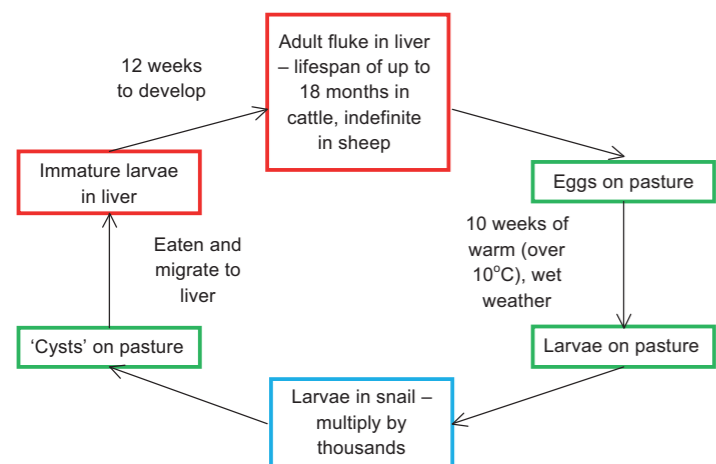 Adult fluke in liver
– lifespan of up to
18 months in
cattle, indefinite
in sheep
12 weeks
to develop
Immature larvae
in liver
Eggs on pasture
10 weeks of
warm (over
10°C), wet
weather
Eaten and
migrate to
liver
‘Cysts’ on pasture
Larvae on pasture
Larvae in snail –
multiply by
thousands